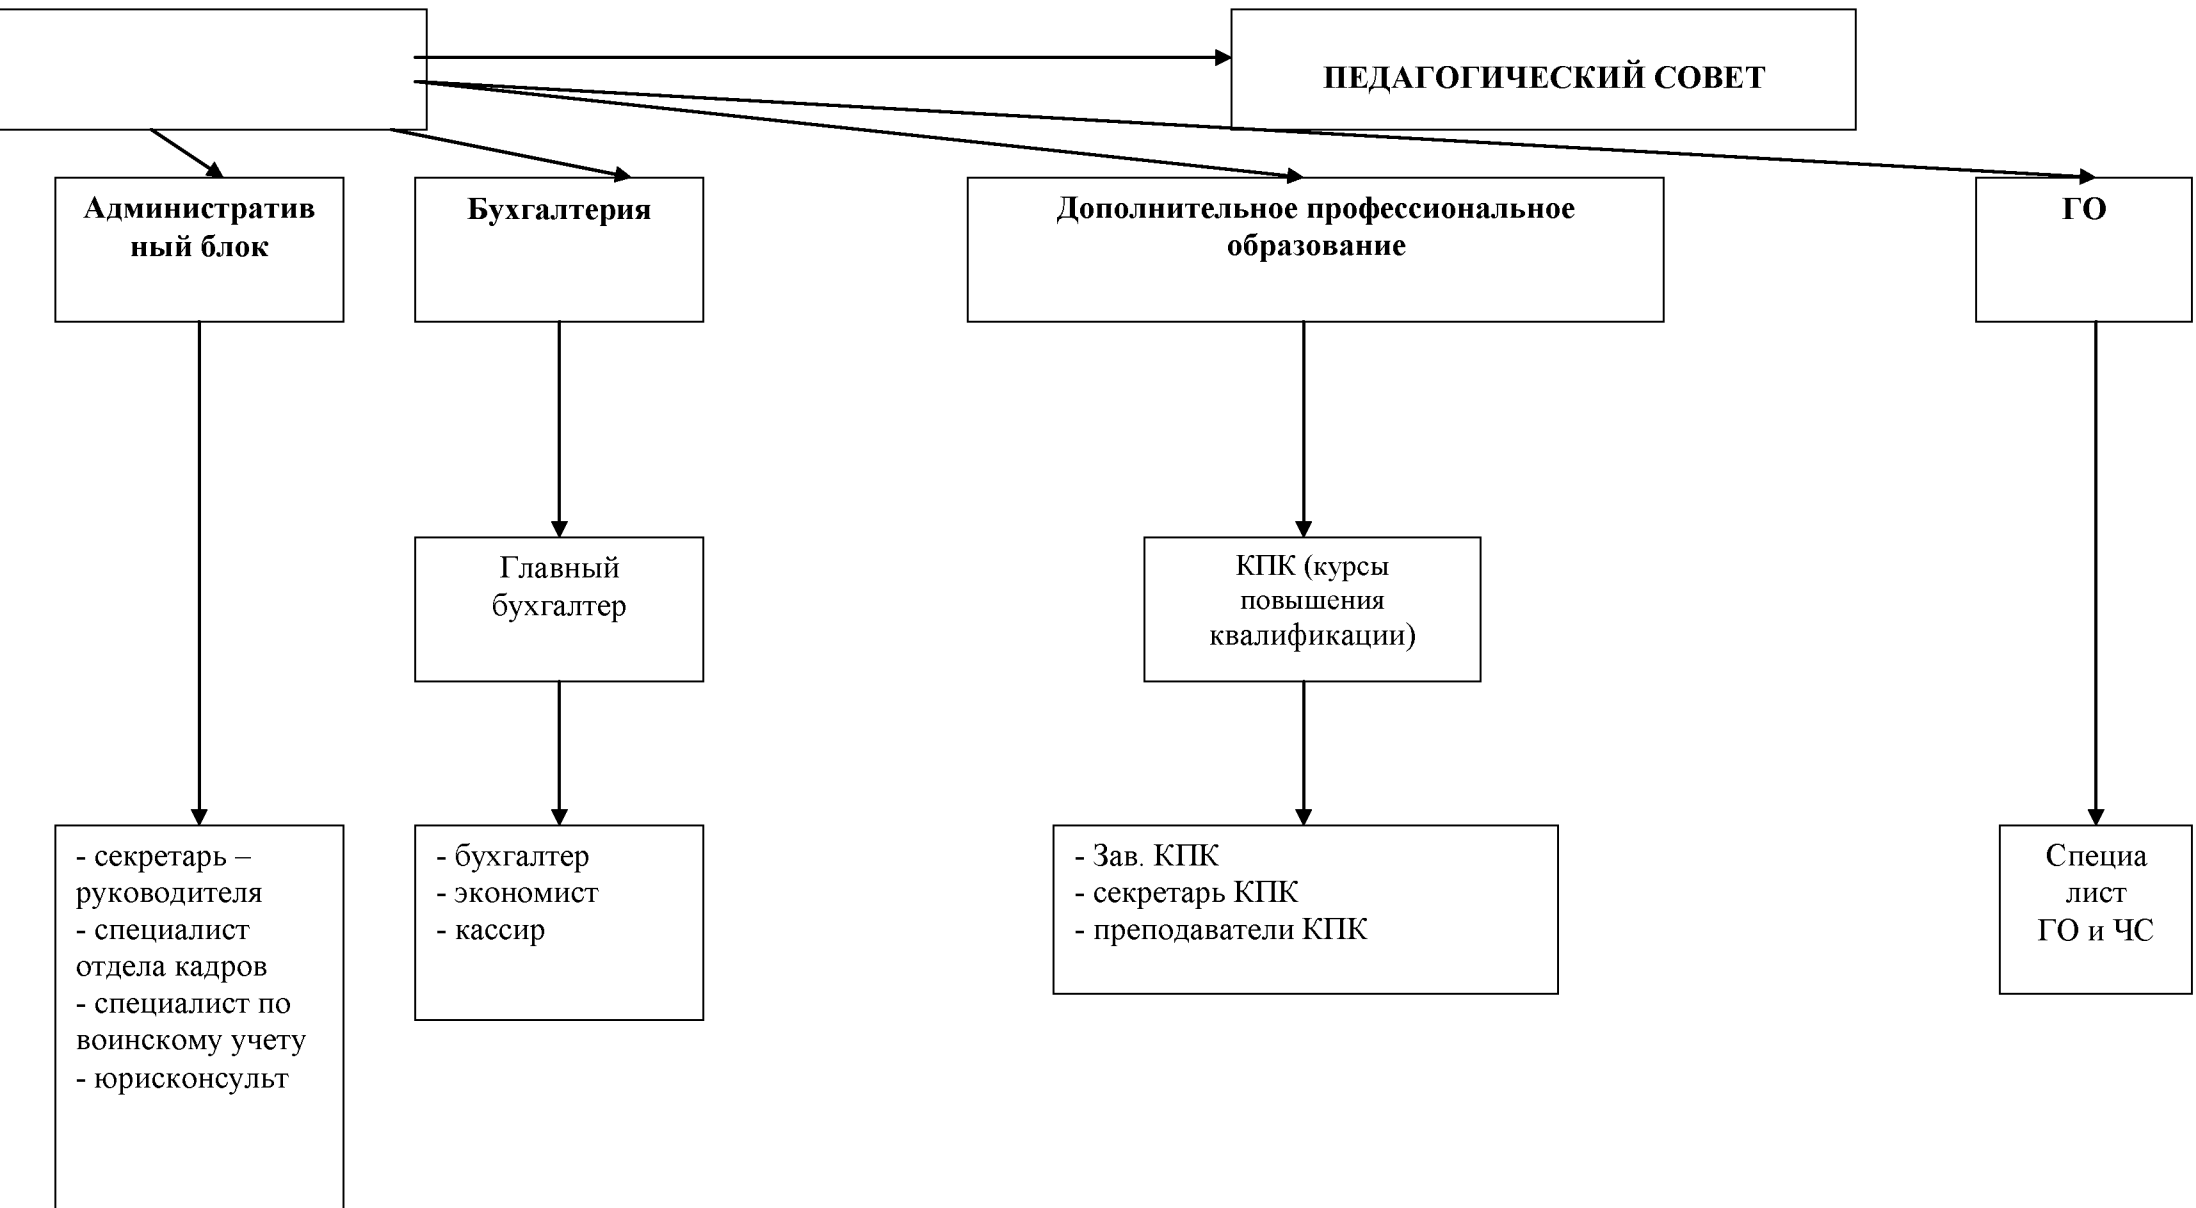 ПЕДАГОГИЧЕСКИЙ СОВЕТ
Административ
ный блок
Бухгалтерия
Дополнительное профессиональное
образование
ГО
Главный
бухгалтер
КПК (курсы
повышения
квалификации)
- секретарь –
руководителя
- специалист
отдела кадров
- специалист по
воинскому учету
- юрисконсульт
- бухгалтер
- экономист
- кассир
- Зав. КПК
- секретарь КПК
- преподаватели КПК
Специа
лист
ГО и ЧС